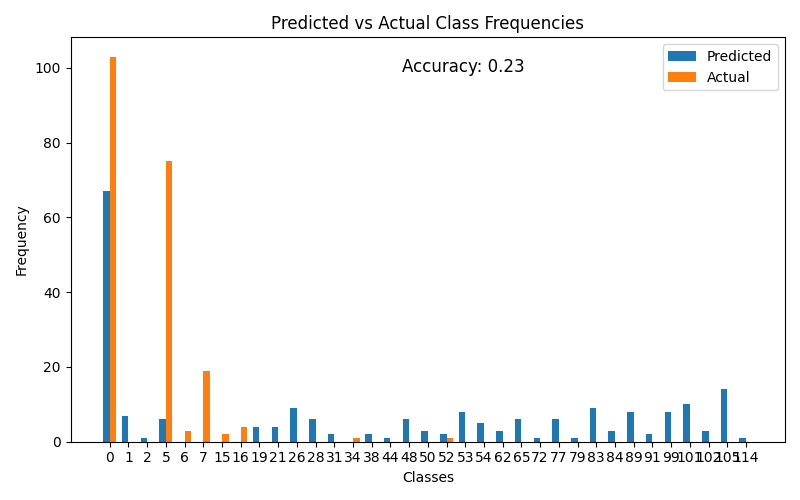 Predicted vs Actual Class Frequencies
Accuracy: 0.23
Predicted
Actual
Frequency
100
80
60
40
20
0
0 1 2 5 6 7 15 16 19 21 26 28 31 34 38 44 48 50 52 53 54 62 65 72 77 79 83 84 89 91 99 101 102 105 114
Classes